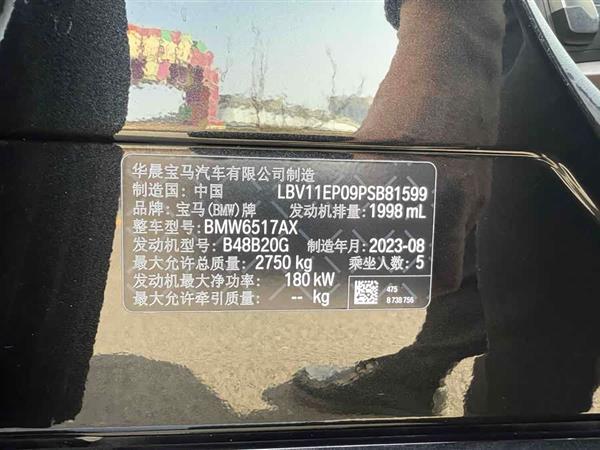 华晨宝马汽车有限公司制造
制造国: 中国 LBV11EP09PSB81599
品牌: 宝马(BMW)牌 发动机排量: 1998 mL
整车型号: BMW6517AX
发动机型号: B48B20G 制造年月: 2023-08
最大允许总质量: 2750 kg 乘坐人数: 5
发动机最大净功率: 180 kW
最大允许牵引质量: -- kg
475
8 738 756